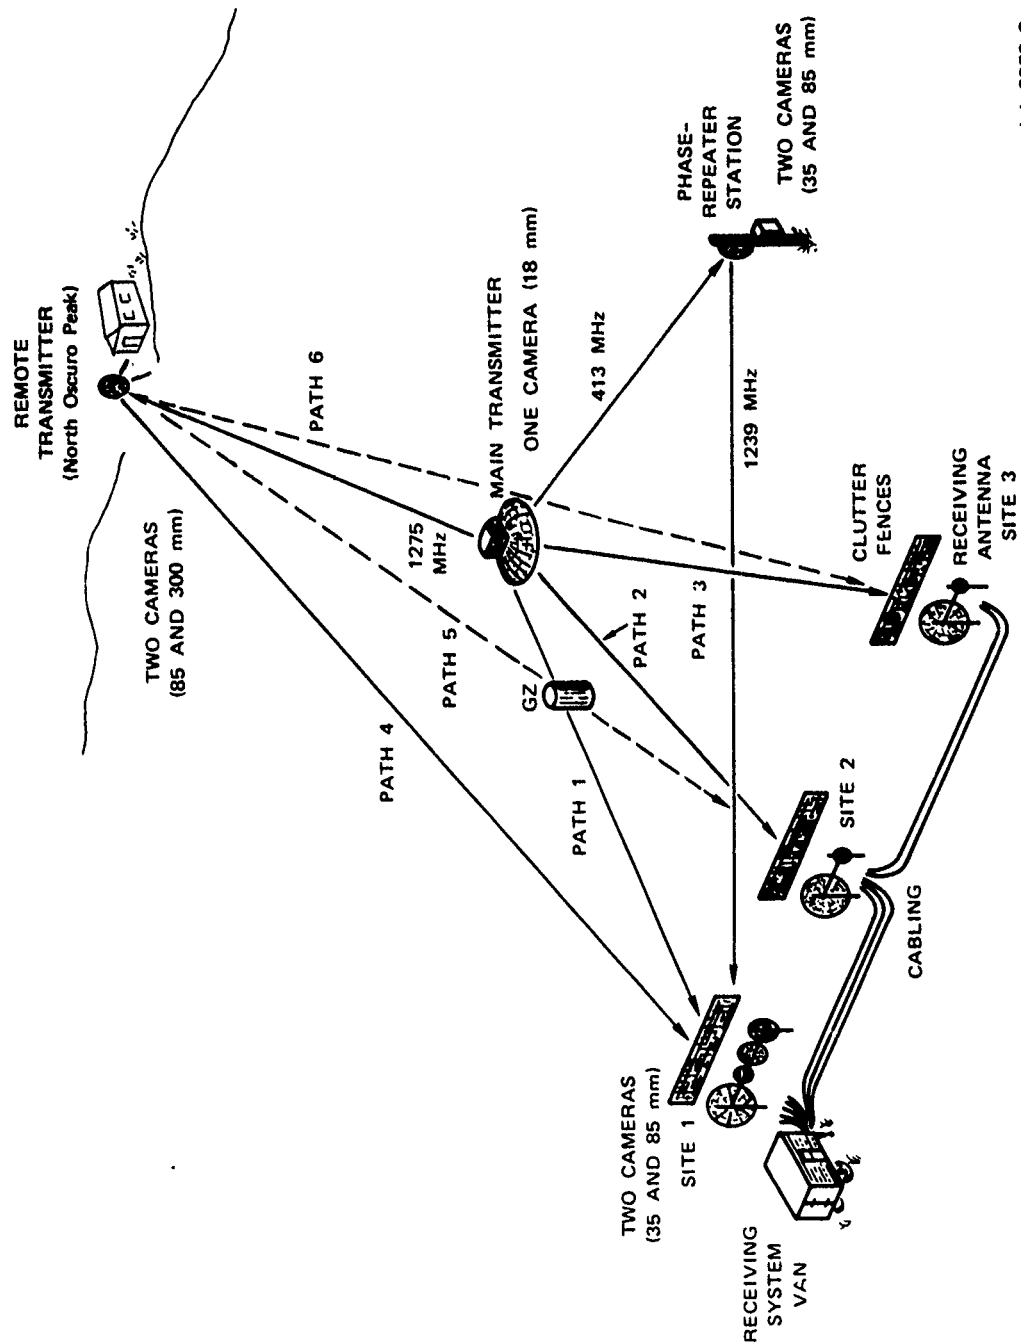 REMOTE
TRANSMITTER
(North Oscuro Peak)
TWO CAMERAS
(85 AND 300 mm)
PATH 6
1275
MHz
MAIN TRANSMITTER
ONE CAMERA (18 mm)
413 MHz
PHASE-
REPEATER
STATION
TWO CAMERAS
(35 AND 85 mm)
PATH 4
PATH 5
GZ
PATH 1
PATH 2
PATH 3
1239 MHz
TWO CAMERAS
(35 AND 85 mm)
SITE 1
SITE 2
CLUTTER
FENCES
RECEIVING
ANTENNA
SITE 3
CABLING
RECEIVING
SYSTEM
VAN